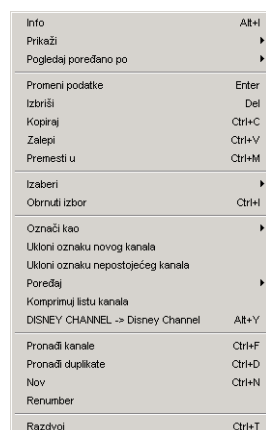 Info Alt+I
Prikaži
Pogledaj poređano po
Promeni podatke Enter
Izbriši Del
Kopiraj Ctrl+C
Zalepi Ctrl+V
Premesti u Ctrl+M
Izaberi
Obrnuti izbor Ctrl+I
Označi kao
Ukloni oznaku novog kanala
Ukloni oznaku nepostojećeg kanala
Poređaj
Komprimuj listu kanala
DISNEY CHANNEL -> Disney Channel Alt+Y
Pronađi kanale Ctrl+F
Pronađi duplikate Ctrl+D
Nov Ctrl+N
Renumber
Razdvoji Ctrl+T